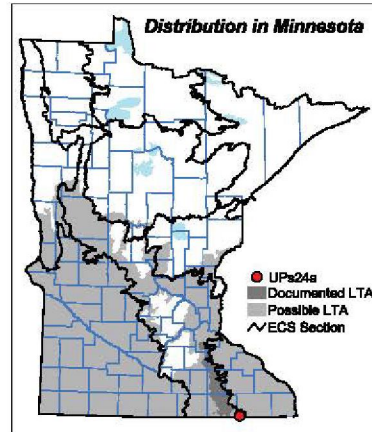 Distribution in Minnesota
UPs24a
Documented LTA
Possible LTA
ECS Section